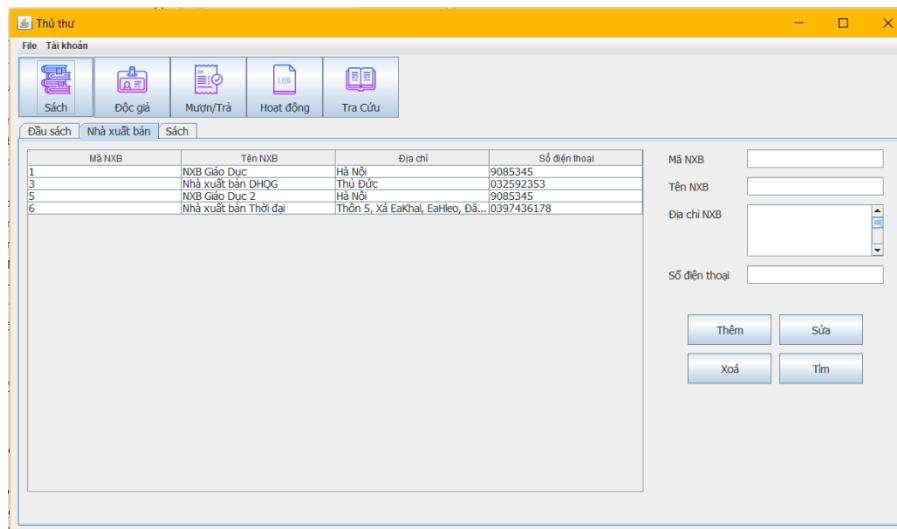 Thủ thư
File Tài khoản
LOG
Sách Độc giả Mượn/Trả Hoạt động Tra Cứu
Đầu sách Nhà xuất bản Sách
Mã NXB Tên NXB Địa chỉ Số điện thoại
1 NXB Giáo Dục Hà Nội 9085345
3 Nhà xuất bản DHQG Thủ Đức 032592353
5 NXB Giáo Dục 2 Hà Nội 9085345
6 Nhà xuất bản Thời đại Thôn 5, Xá EaKhal, EaHleo, Đă... 0397436178
Mã NXB
Tên NXB
Địa chỉ NXB
Số điện thoại
Thêm Sửa
Xoá Tìm